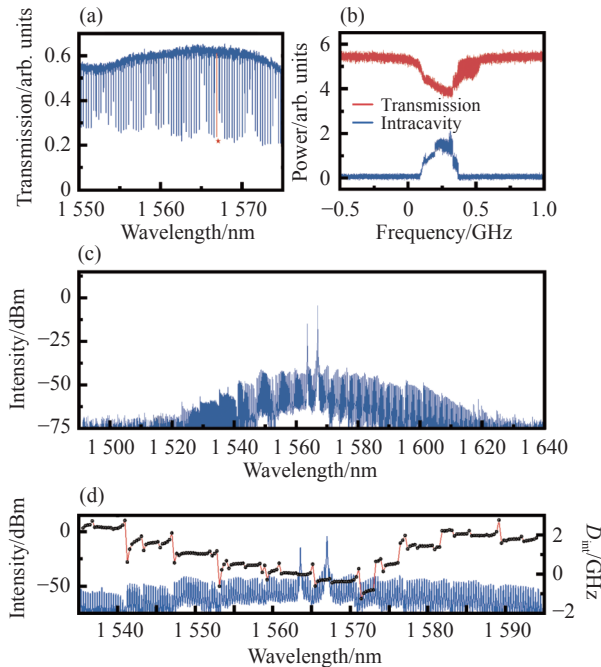 (a) (b)
0.6
0.4
0.2
0
Transmission/arb. units
1 550 1 560 1 570
Wavelength/nm
6
4
2
0
Power/arb. units
Transmission
Intracavity
−0.5 0 0.5 1.0
Frequency/GHz
(c)
0
−25
−50
−75
Intensity/dBm
1 500 1 520 1 540 1 560 1 580 1 600 1 620 1 640
Wavelength/nm
(d)
0
−50
Intensity/dBm
2
1
0
−1
−2
D_int/GHz
1 540 1 550 1 560 1 570 1 580 1 590
Wavelength/nm